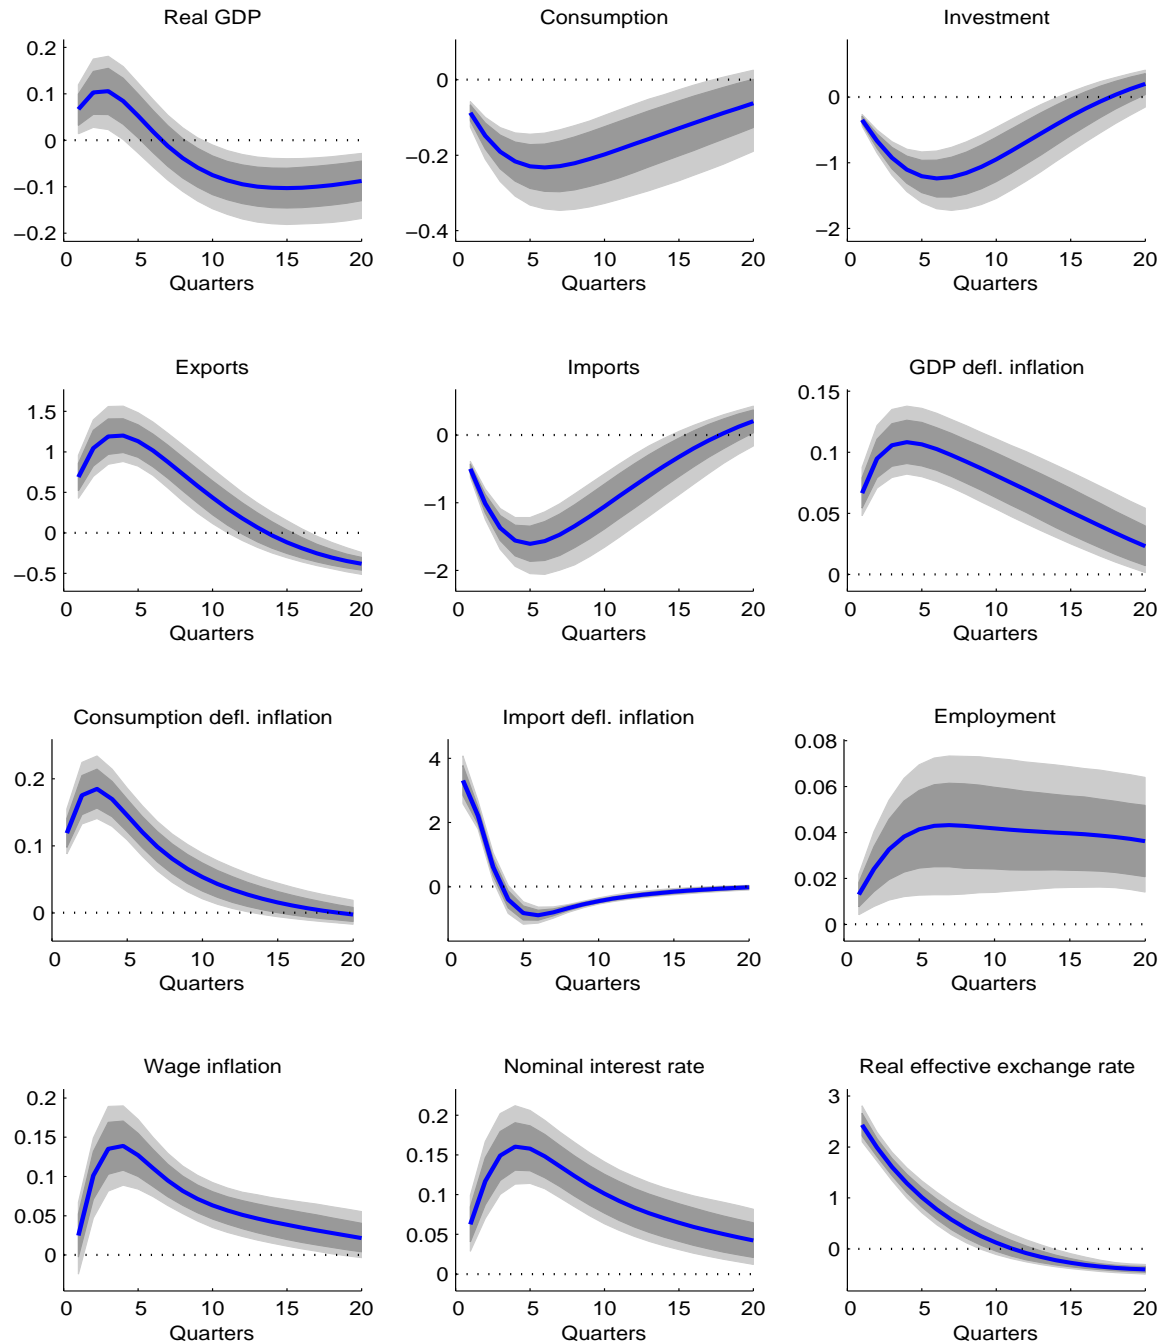 Real GDP
0.2
0.1
0
−0.1
−0.2
0 5 10 15 20
Quarters
Consumption
0
−0.2
−0.4
0 5 10 15 20
Quarters
Investment
0
−1
−2
0 5 10 15 20
Quarters
Exports
1.5
1
0.5
0
−0.5
0 5 10 15 20
Quarters
Imports
0
−1
−2
0 5 10 15 20
Quarters
GDP defl. inflation
0.15
0.1
0.05
0
0 5 10 15 20
Quarters
Consumption defl. inflation
0.2
0.1
0
0 5 10 15 20
Quarters
Import defl. inflation
4
2
0
0 5 10 15 20
Quarters
Employment
0.08
0.06
0.04
0.02
0
0 5 10 15 20
Quarters
Wage inflation
0.2
0.15
0.1
0.05
0
0 5 10 15 20
Quarters
Nominal interest rate
0.2
0.15
0.1
0.05
0
0 5 10 15 20
Quarters
Real effective exchange rate
3
2
1
0
0 5 10 15 20
Quarters